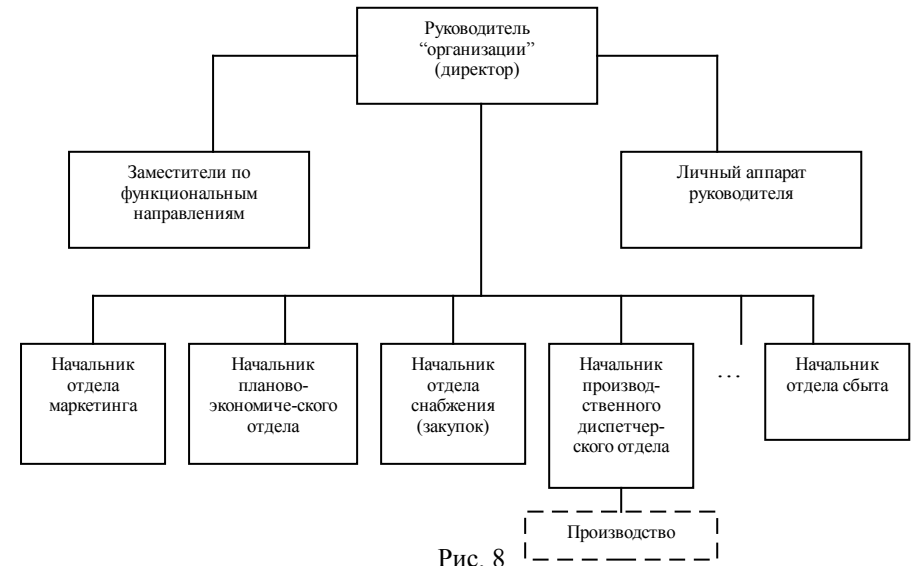 Руководитель
“организации”
(директор)
Заместители по
функциональным
направлениям
Личный аппарат
руководителя
Начальник
отдела
маркетинга
Начальник
планово-
экономиче-ского
отдела
Начальник
отдела
снабжения
(закупок)
Начальник
производ-
ственного
диспетчер-
ского отдела
...
Начальник
отдела сбыта
Производство
Рис. 8